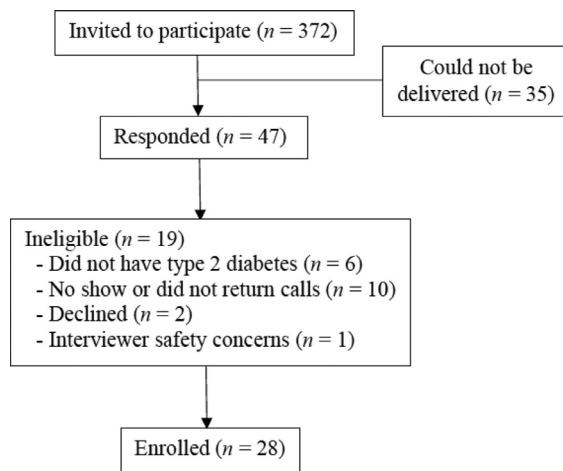 Invited to participate (n = 372)
Could not be
delivered (n = 35)
Responded (n = 47)
Ineligible (n = 19)
- Did not have type 2 diabetes (n = 6)
- No show or did not return calls (n = 10)
- Declined (n = 2)
- Interviewer safety concerns (n = 1)
Enrolled (n = 28)